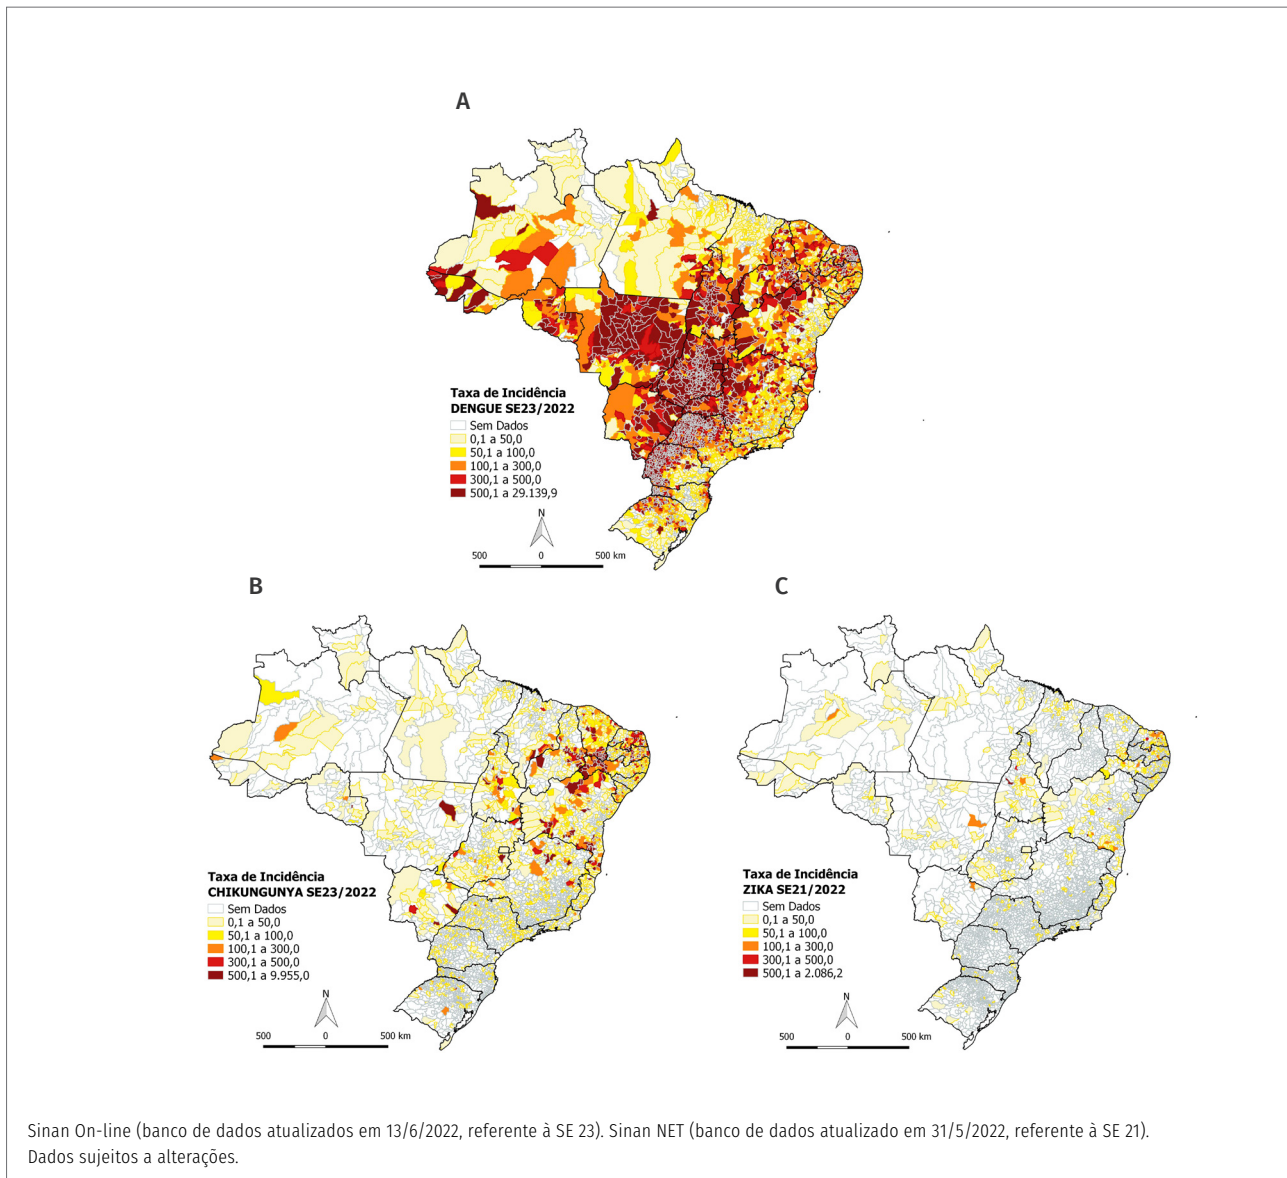 A
Taxa de Incidência
DENGUE SE23/2022
Sem Dados
0,1 a 50,0
50,1 a 100,0
100,1 a 300,0
300,1 a 500,0
500,1 a 29.139,9
N
500 0 500 km
B
Taxa de Incidência
CHIKUNGUNYA SE23/2022
Sem Dados
0,1 a 50,0
50,1 a 100,0
100,1 a 300,0
300,1 a 500,0
500,1 a 9.955,0
N
500 0 500 km
C
Taxa de Incidência
ZIKA SE21/2022
Sem Dados
0,1 a 50,0
50,1 a 100,0
100,1 a 300,0
300,1 a 500,0
500,1 a 2.086,2
N
500 0 500 km
Sinan On-line (banco de dados atualizados em 13/6/2022, referente à SE 23). Sinan NET (banco de dados atualizado em 31/5/2022, referente à SE 21).
Dados sujeitos a alterações.